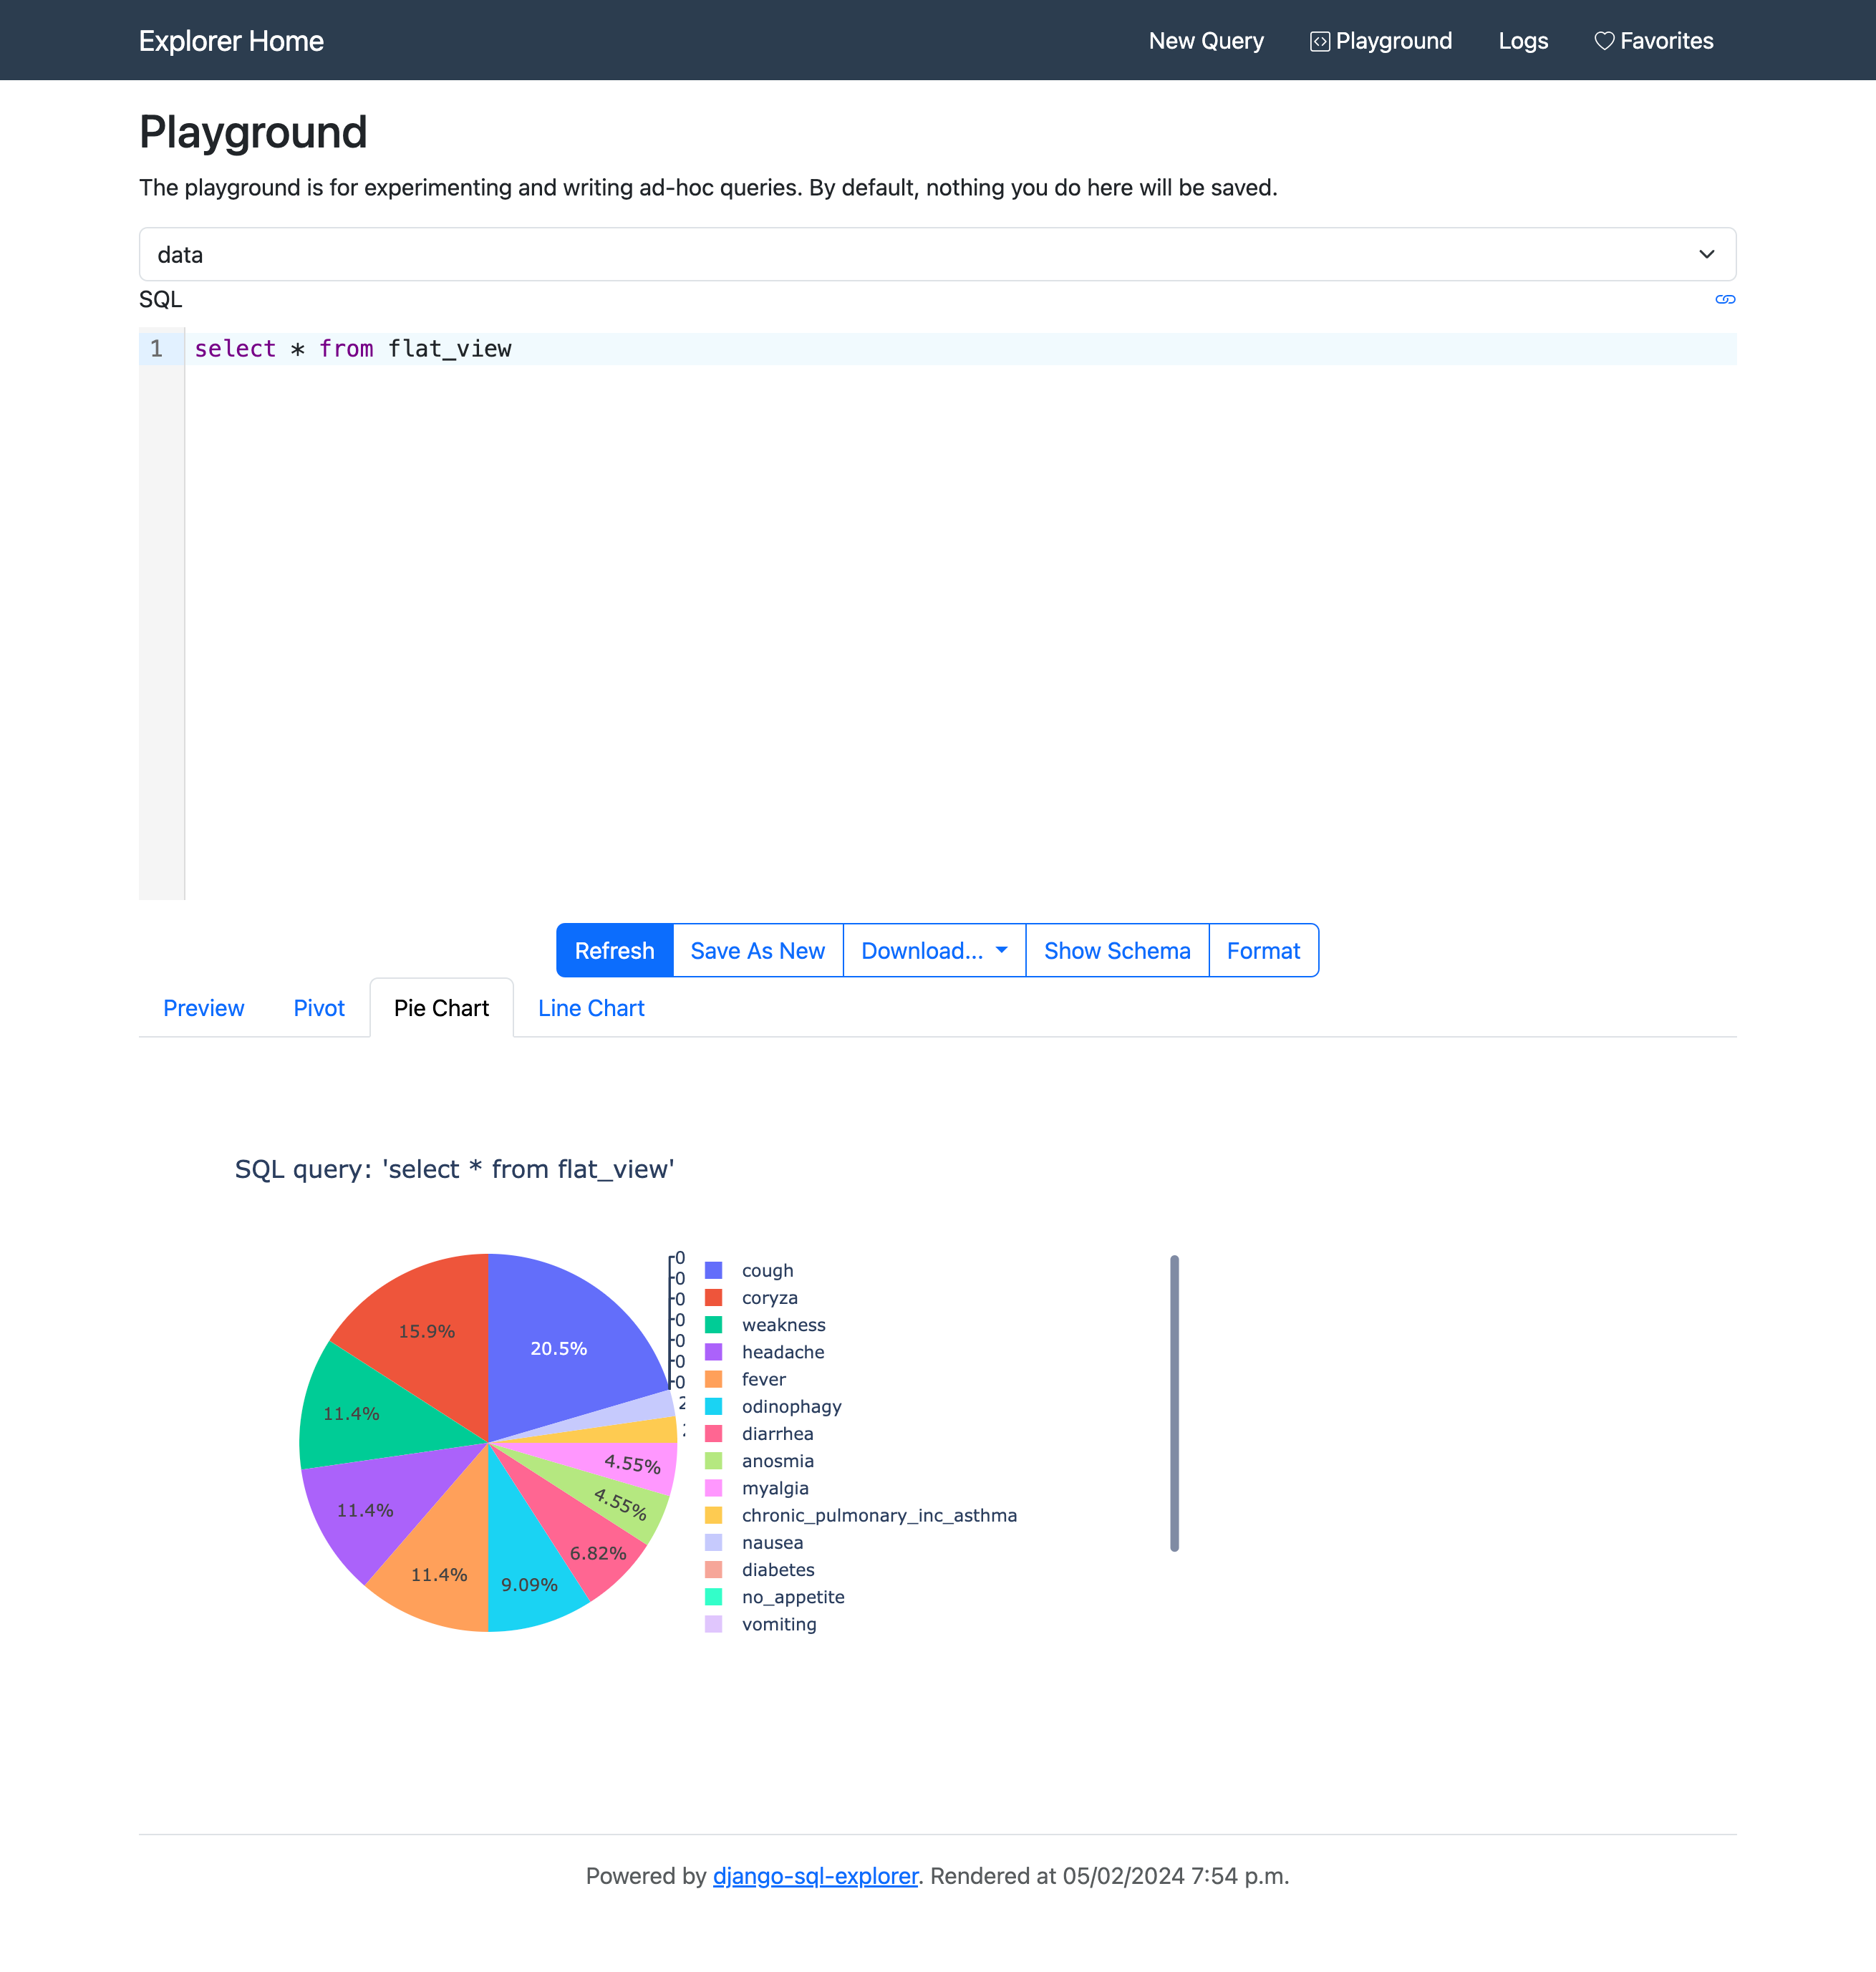 Explorer Home
New Query Playground Logs Favorites
Playground
The playground is for experimenting and writing ad-hoc queries. By default, nothing you do here will be saved.
data
SQL
1 select * from flat_view
Refresh Save As New Download... Show Schema Format
Preview Pivot Pie Chart Line Chart
SQL query: 'select * from flat_view'
20.5%
15.9%
11.4%
11.4%
11.4%
9.09%
6.82%
4.55%
4.55%
0
0
0
0
0
0
0
cough
coryza
weakness
headache
fever
odinophagy
diarrhea
anosmia
myalgia
chronic_pulmonary_inc_asthma
nausea
diabetes
no_appetite
vomiting
Powered by django-sql-explorer. Rendered at 05/02/2024 7:54 p.m.